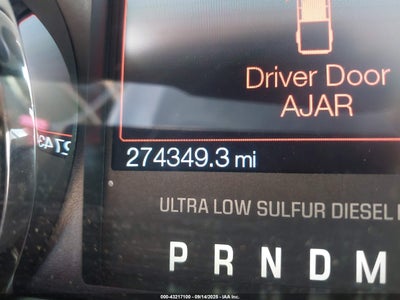 Driver Door
AJAR
274349.3 mi
ULTRA LOW SULFUR DIESEL
P R N D M
000-43217100 - 09/14/2025 - IAA Inc.